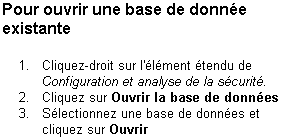 Pour ouvrir une base de donnée
existante
1. Cliquez-droit sur l'élément étendu de
Configuration et analyse de la sécurité.
2. Cliquez sur Ouvrir la base de données
3. Sélectionnez une base de données et
cliquez sur Ouvrir